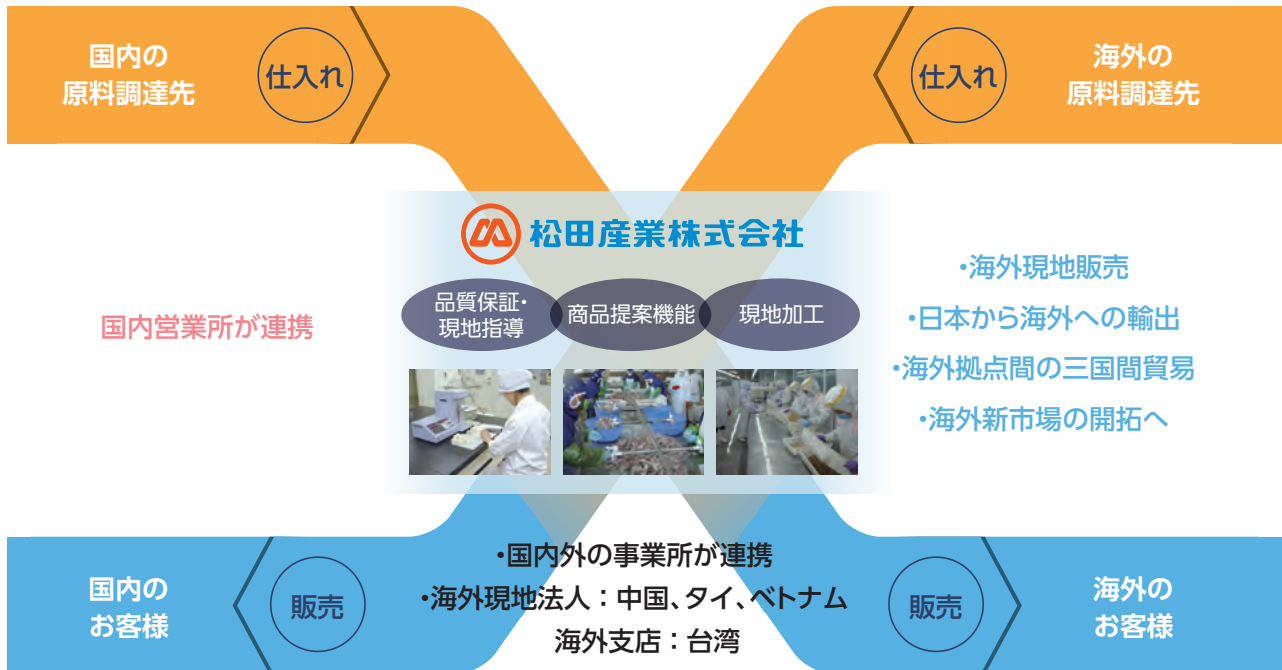 国内の
原料調達先
仕入れ
仕入れ
海外の
原料調達先
松田産業株式会社
品質保証・
現地指導
商品提案機能
現地加工
国内営業所が連携
・海外現地販売
・日本から海外への輸出
・海外拠点間の三国間貿易
・海外新市場の開拓へ
・国内外の事業所が連携
・海外現地法人：中国、タイ、ベトナム
海外支店：台湾
国内の
お客様
販売
販売
海外の
お客様